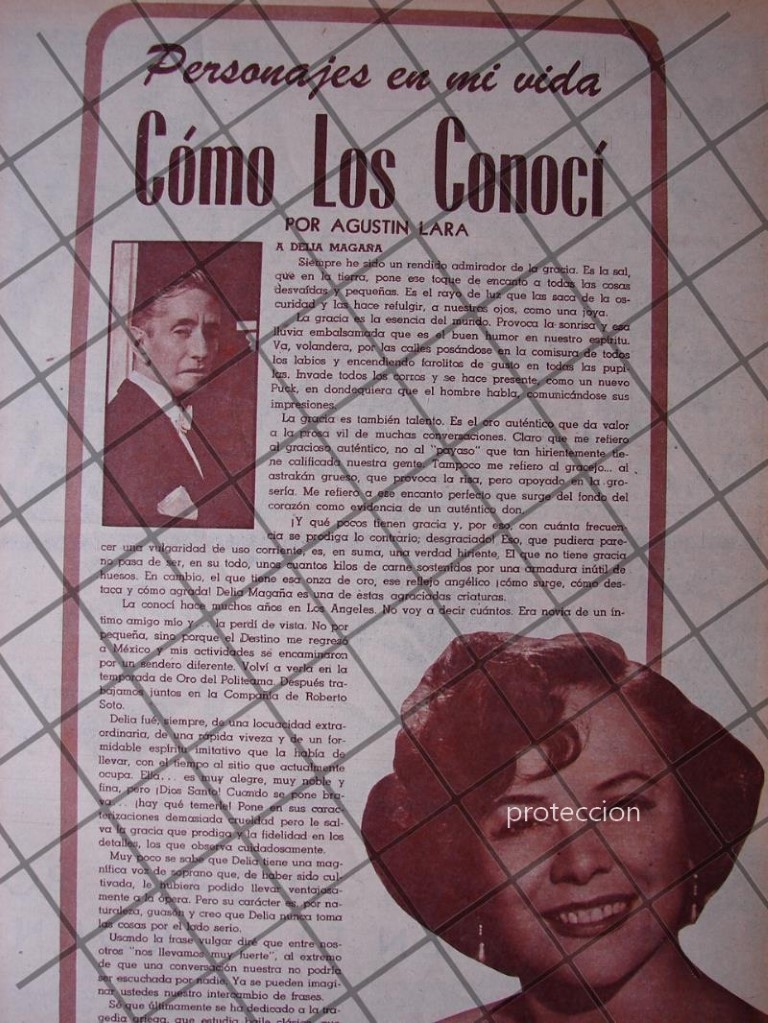 Personajes en mi vida
Cómo Los Conocí
POR AGUSTIN LARA
A DELIA MAGAÑA
Siempre he sido un rendido admirador de la gracia. Es la sal,
que en la tierra, pone ese toque de encanto a todas las cosas
desvaídas y pequeñas. Es el rayo de luz que las saca de la os-
curidad y las hace refulgir, a nuestros ojos, como una joya.
La gracia es la esencia del mundo. Provoca la sonrisa y esa
lluvia embalsamada que es el buen humor en nuestro espíritu.
Va, volandera, por las calles posándose en la comisura de todos
los labios y encendiendo farolitos de gusto en todas las pupi-
las. Invade todos los corros y se hace presente, como un nuevo
Puck, en dondequiera que el hombre habla, comunicándose sus
impresiones.
La gracia es también talento. Es el oro auténtico que da valor
a la prosa vil de muchas conversaciones. Claro que me refiero
al gracioso auténtico, no al "payaso" que tan hirientemente tie-
ne calificado nuestra gente. Tampoco me refiero al gracejo... al
astrakán grueso, que provoca la risa, pero apoyado en la gro-
sería. Me refiero a ese encanto perfecto que surge del fondo del
corazón como evidencia de un auténtico don.
¡Y qué pocos tienen gracia y, por eso, con cuánta frecuen-
cia se prodiga lo contrario; desgraciado! Eso, que pudiera pare-
cer una vulgaridad de uso corriente, es, en suma, una verdad hiriente, El que no tiene gracia
no pasa de ser, en su todo, unos cuantos kilos de carne sostenidos por una armadura inútil de
huesos. En cambio, el que tiene esa onza de oro, ese reflejo angélico ¡cómo surge, cómo des-
taca y cómo agrada! Delia Magaña es una de éstas agraciadas criaturas.
La conocí hace muchos años en Los Angeles. No voy a decir cuántos. Era novia de un ín-
timo amigo mío y... la perdí de vista. No por
pequeña, sino porque el Destino me regresó
a México y mis actividades se encaminaron
por un sendero diferente. Volví a verla en la
temporada de Oro del Politeama. Después tra-
bajamos juntos en la Compañía de Roberto
Soto.
Delia fué, siempre, de una locuacidad extra-
ordinaria, de una rápida viveza y de un for-
midable espíritu imitativo que la había de
llevar, con el tiempo al sitio que actualmente
ocupa. Ella... es muy alegre, muy noble y
fina, pero ¡Dios Santo! Cuando se pone bra-
va... ¡hay qué temerle! Pone en sus carac-
terizaciones demasiada crueldad pero le sal-
va la gracia que prodiga y la fidelidad en los
detalles, los que observa cuidadosamente.
Muy poco se sabe que Delia tiene una mag-
nífica voz de soprano que, de haber sido cul-
tivada, le hubiera podido llevar ventajosa-
mente a la ópera. Pero su carácter es, por na-
turaleza, guasón y creo que Delia nunca toma
las cosas por el lado serio.
Usando la frase vulgar diré que entre nos-
otros "nos llevamos muy fuerte", al extremo
de que una conversación nuestra no podría
ser escuchada por nadie. Ya se pueden imagi-
nar ustedes nuestro intercambio de frases.
Sé que últimamente se ha dedicado a la tra-
gedia griega, que estudia baile clásico, que
proteccion